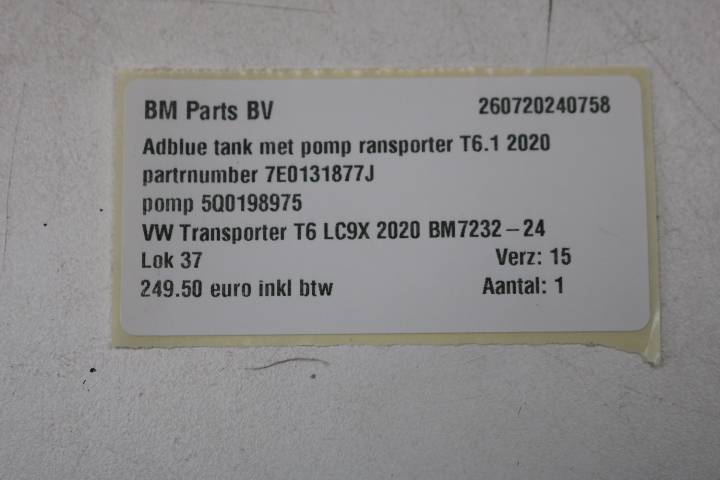 BM Parts BV 260720240758
Adblue tank met pomp ransporter T6.1 2020
partrnumber 7E0131877J
pomp 5Q0198975
VW Transporter T6 LC9X 2020 BM7232-24
Lok 37 Verz: 15
249.50 euro inkl btw Aantal: 1